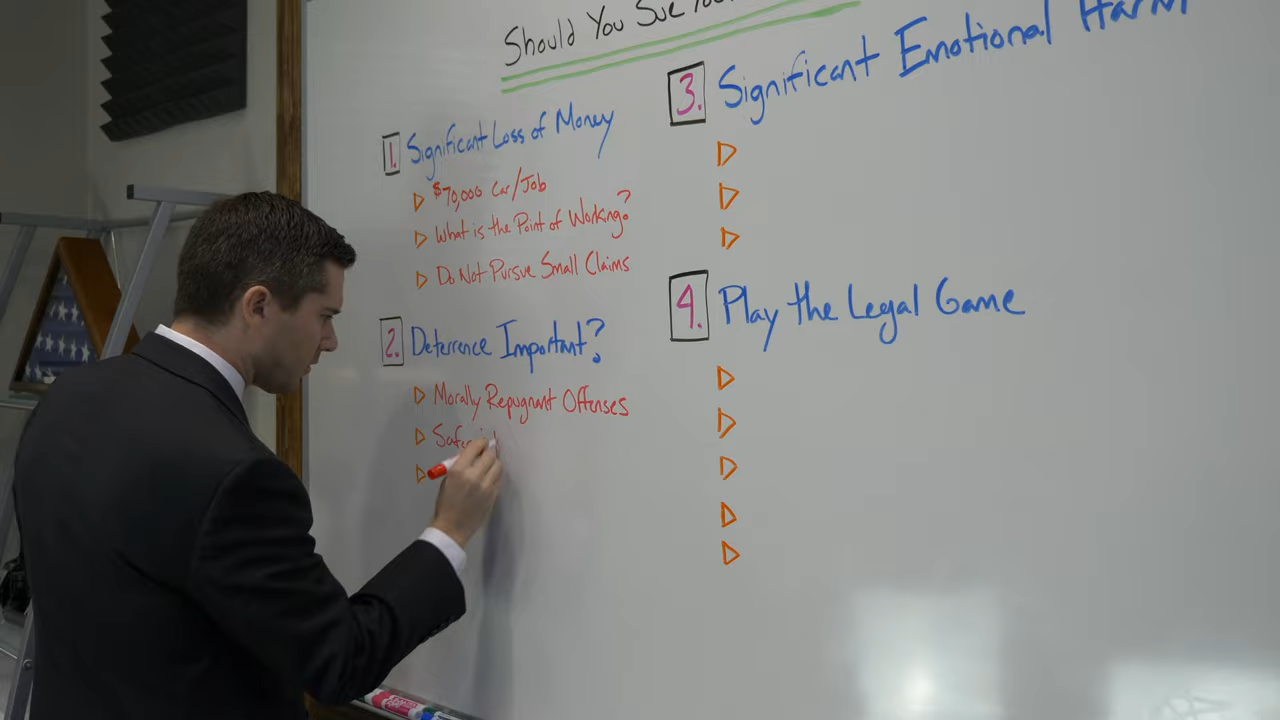 Should You Sue
1. Significant Loss of Money
$70,000 Car/Job
What is the Point of Working?
Do Not Pursue Small Claims
2. Deterrence Important?
Morally Repugnant Offenses
3. Significant Emotional Harm
4. Play the Legal Game